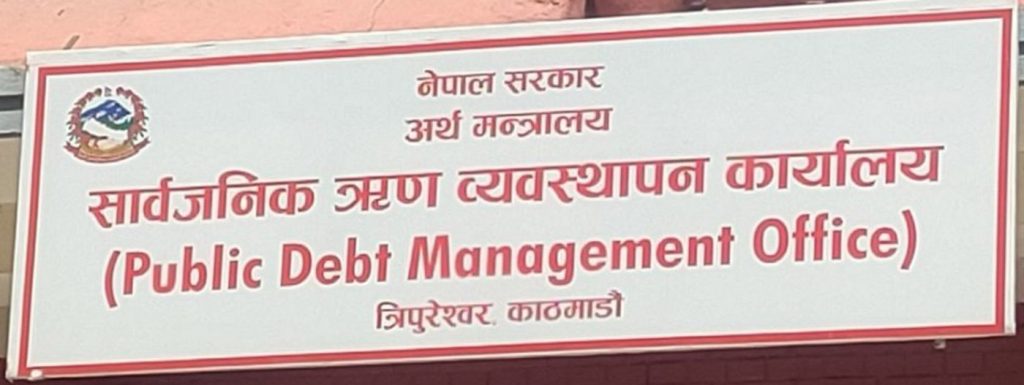 नेपाल सरकार
अर्थ मन्त्रालय
सार्वजनिक ऋण व्यवस्थापन कार्यालय
(Public Debt Management Office)
त्रिपुरेश्वर, काठमाडौ